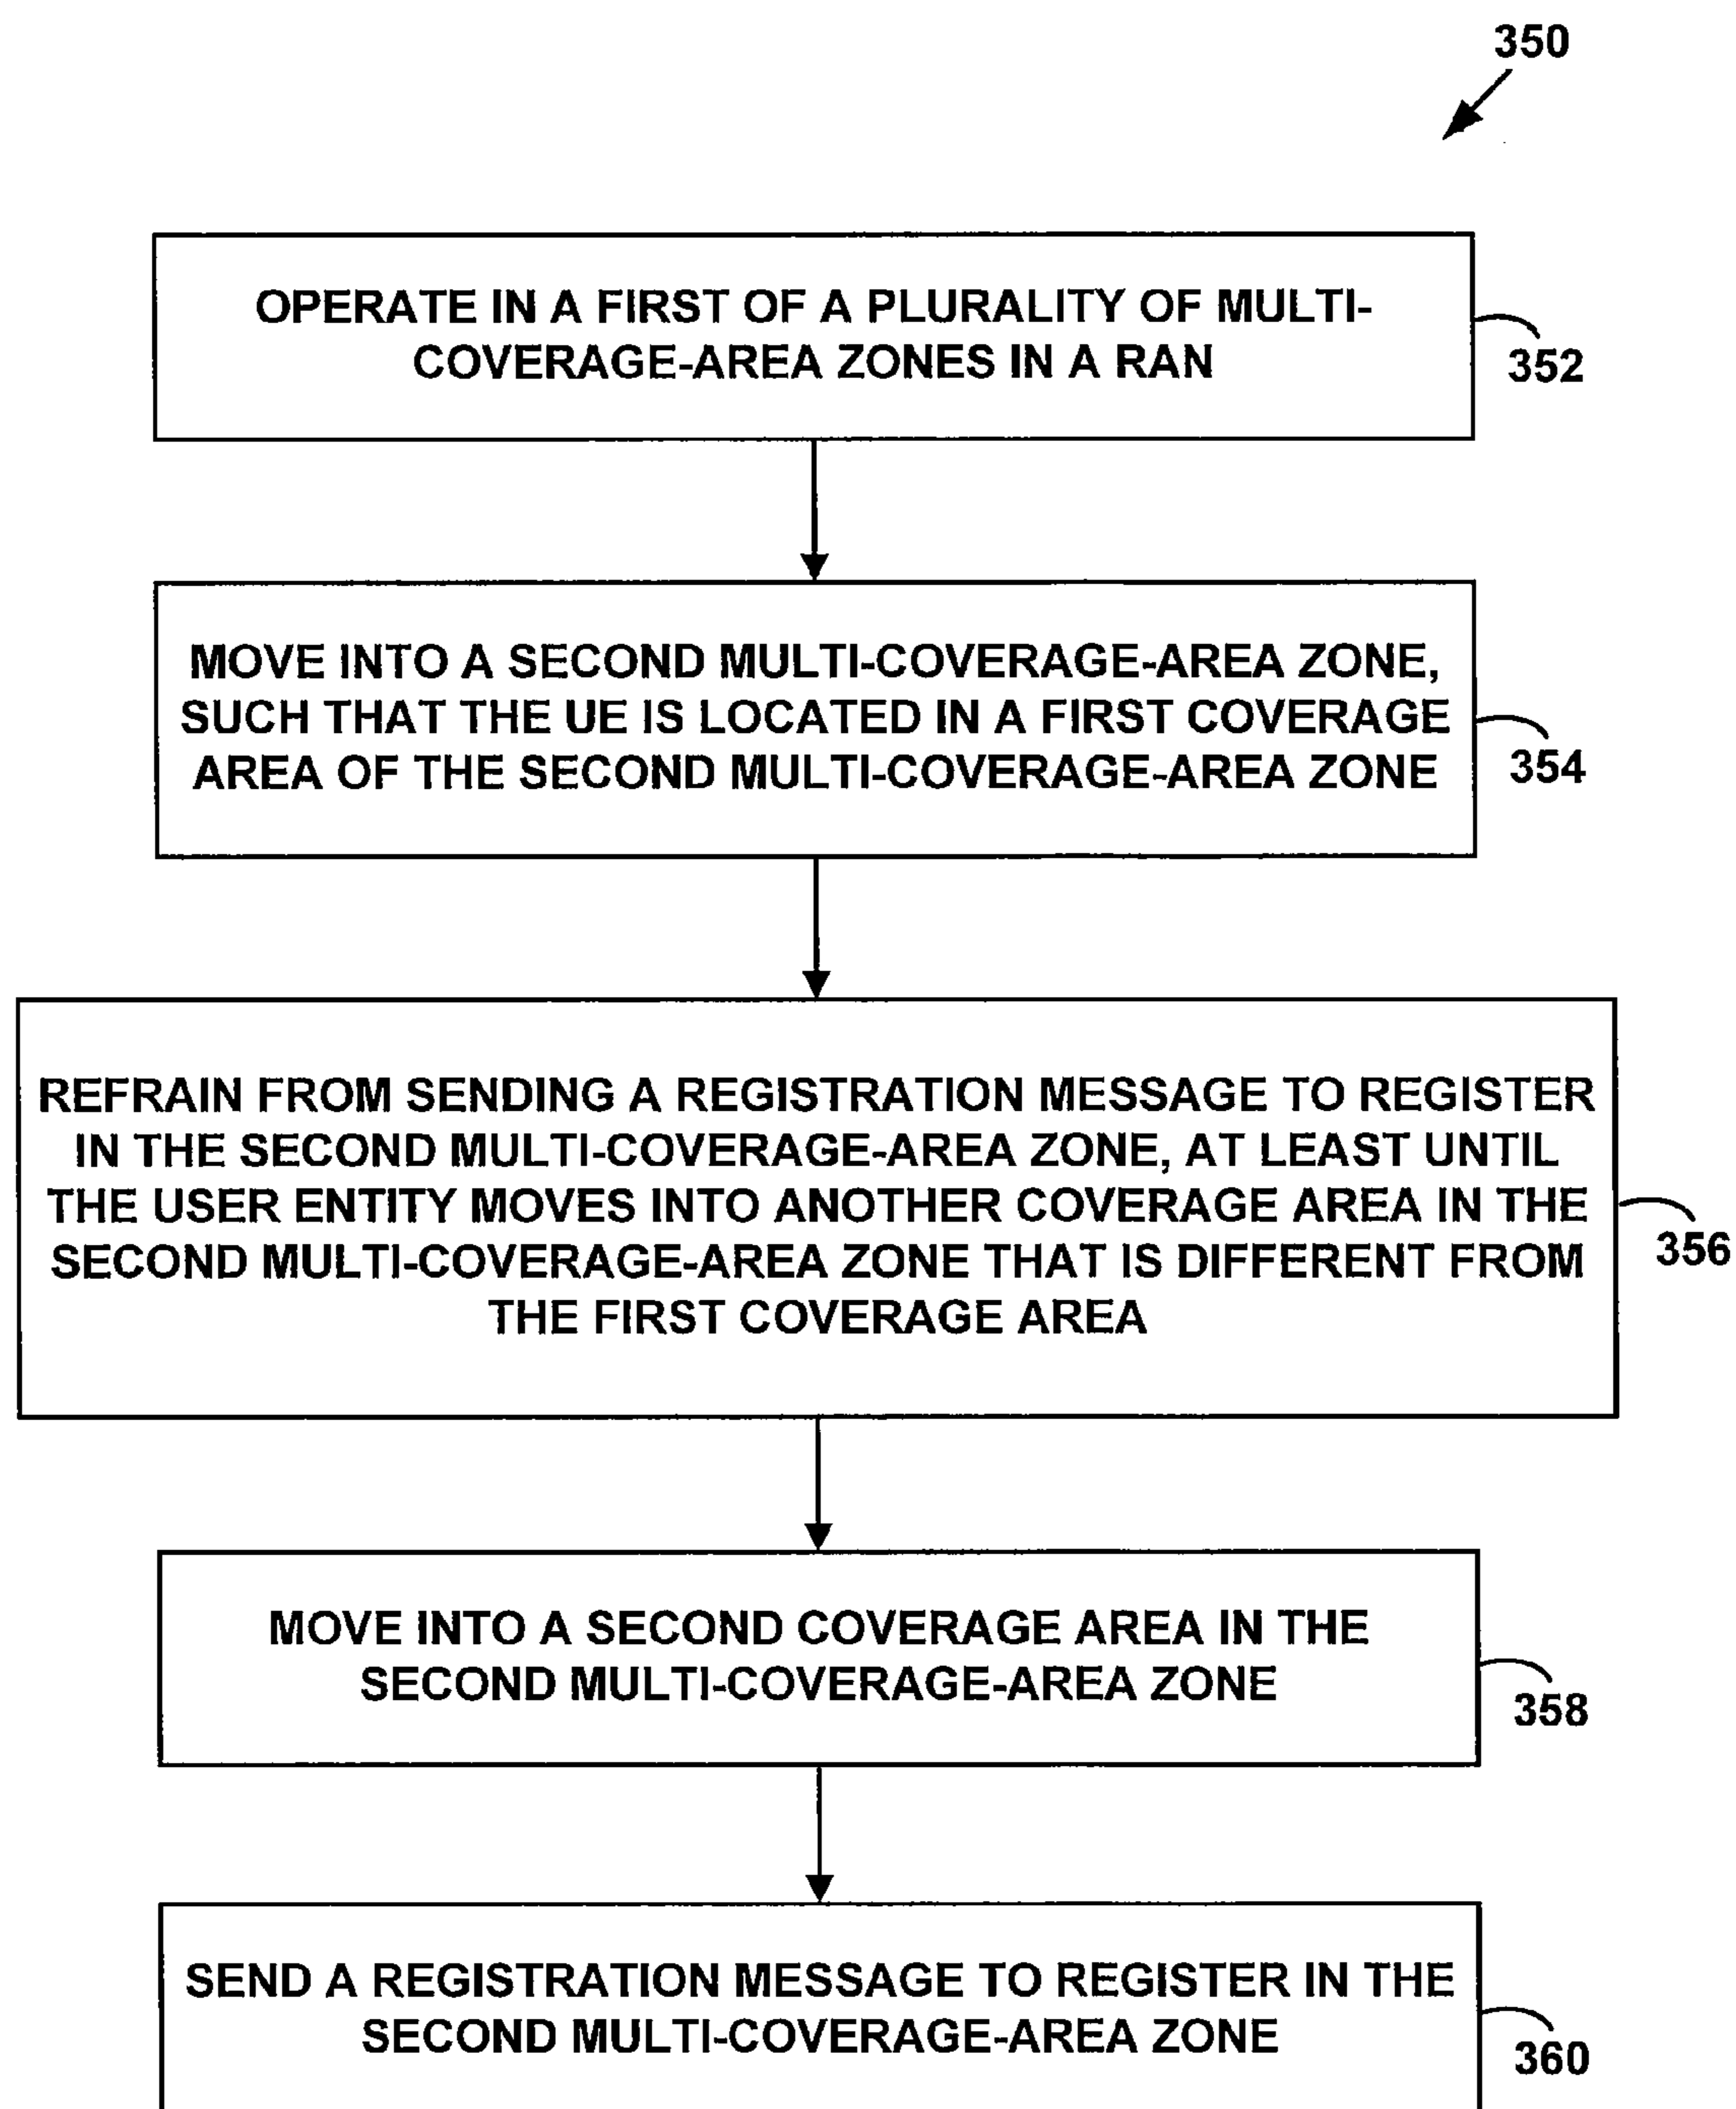 350
OPERATE IN A FIRST OF A PLURALITY OF MULTI-
COVERAGE-AREA ZONES IN A RAN
352
MOVE INTO A SECOND MULTI-COVERAGE-AREA ZONE,
SUCH THAT THE UE IS LOCATED IN A FIRST COVERAGE
AREA OF THE SECOND MULTI-COVERAGE-AREA ZONE
354
REFRAIN FROM SENDING A REGISTRATION MESSAGE TO REGISTER
IN THE SECOND MULTI-COVERAGE-AREA ZONE, AT LEAST UNTIL
THE USER ENTITY MOVES INTO ANOTHER COVERAGE AREA IN THE
SECOND MULTI-COVERAGE-AREA ZONE THAT IS DIFFERENT FROM
THE FIRST COVERAGE AREA
356
MOVE INTO A SECOND COVERAGE AREA IN THE
SECOND MULTI-COVERAGE-AREA ZONE
358
SEND A REGISTRATION MESSAGE TO REGISTER IN THE
SECOND MULTI-COVERAGE-AREA ZONE
360